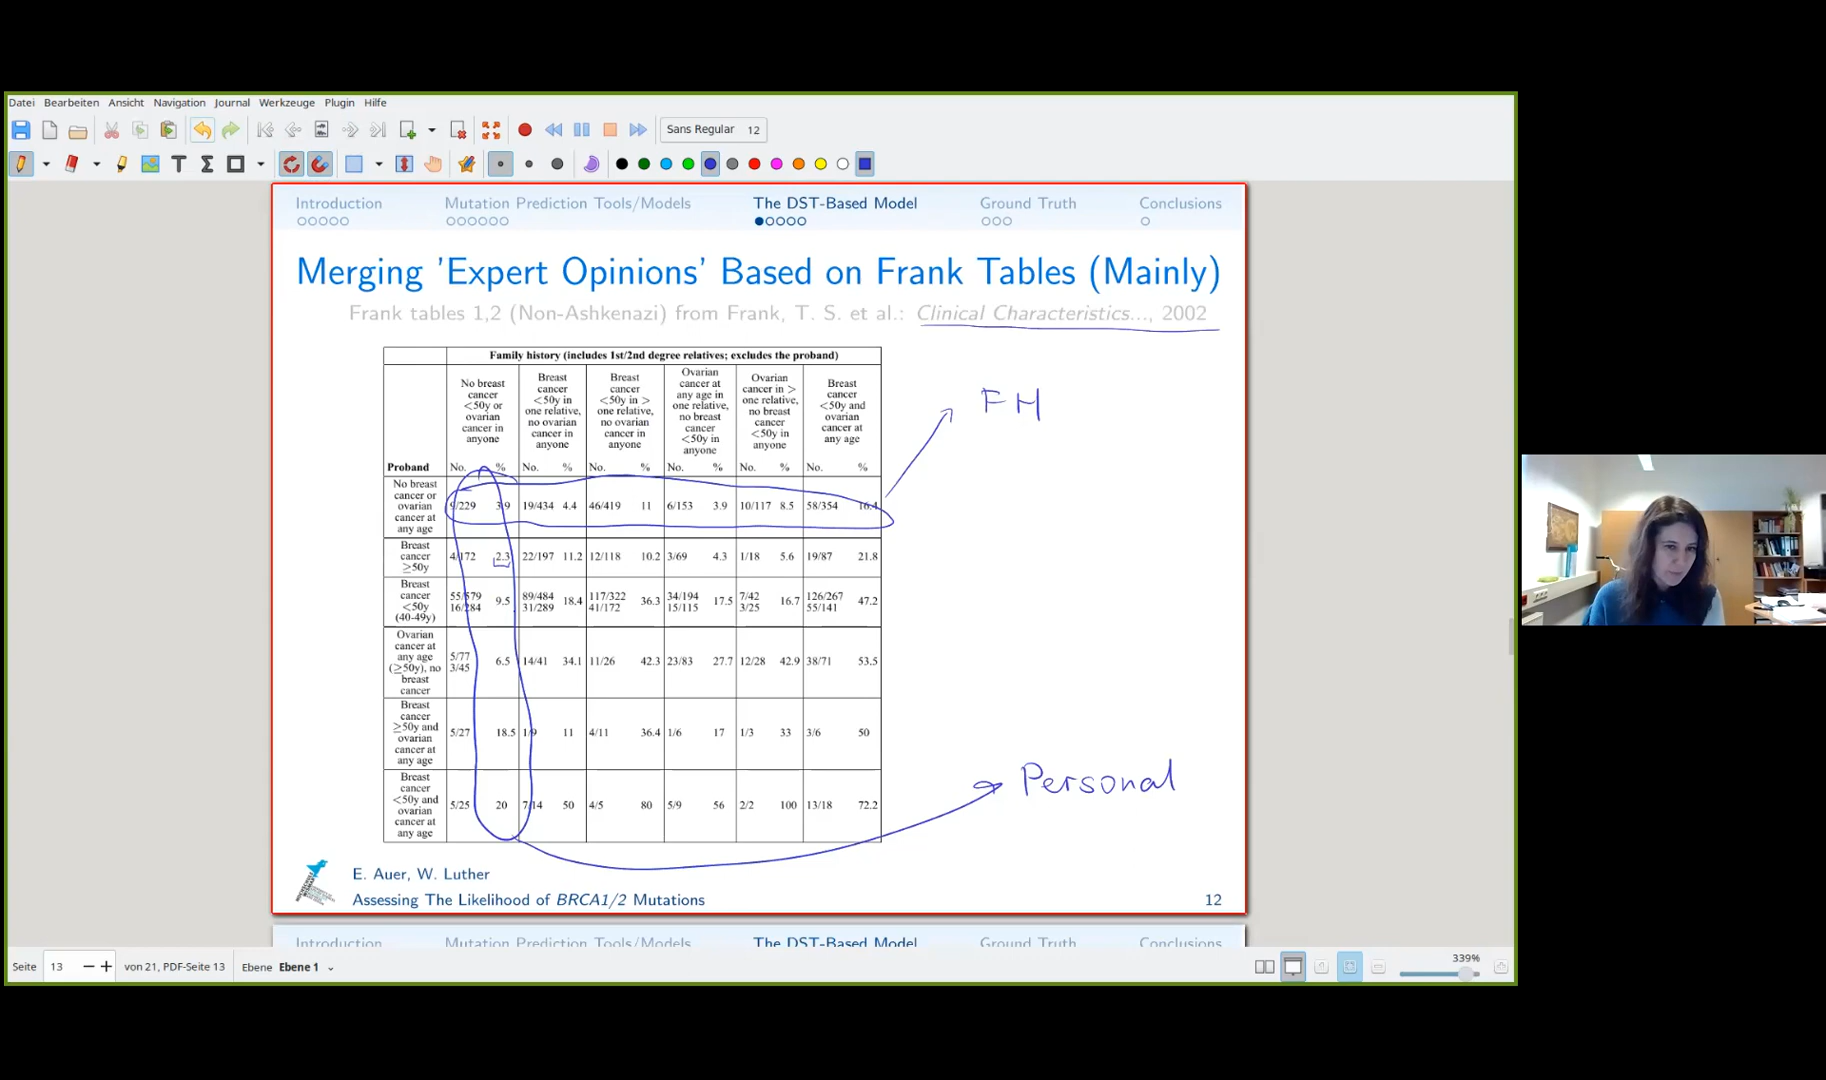 Datei Bearbeiten Ansicht Navigation Journal Werkzeuge Plugin Hilfe
Sans Regular 12
Introduction Mutation Prediction Tools/Models The DST-Based Model Ground Truth Conclusions
Merging 'Expert Opinions' Based on Frank Tables (Mainly)
Frank tables 1,2 (Non-Ashkenazi) from Frank, T. S. et al.: Clinical Characteristics..., 2002
Family history (includes 1st/2nd degree relatives; excludes the proband)
No breast
cancer
<50y or
ovarian
cancer in
anyone
Breast
cancer
<50y in
one relative,
no ovarian
cancer in
anyone
Breast
cancer
<50y in >
one relative,
no ovarian
cancer in
anyone
Ovarian
cancer at
any age in
one relative,
no breast
cancer
<50y in
anyone
Ovarian
cancer in >
one relative,
no breast
cancer
<50y in
anyone
Breast
cancer
<50y and
ovarian
cancer at
any age
Proband No. % No. % No. % No. % No. % No. %
No breast
cancer or
ovarian
cancer at
any age
9/229 3.9 19/434 4.4 46/419 11 6/153 3.9 10/117 8.5 58/354 16.4
Breast
cancer
≥50y
4/172 2.3 22/197 11.2 12/118 10.2 3/69 4.3 1/18 5.6 19/87 21.8
Breast
cancer
<50y
(40-49y)
55/579 9.5 89/484 18.4 117/322 36.3 34/194 17.5 7/42 16.7 126/267 47.2
16/284 31/289 41/172 15/115 3/25 55/141
Ovarian
cancer at
any age
(≥50y), no
breast
cancer
5/77 6.5 14/41 34.1 11/26 42.3 23/83 27.7 12/28 42.9 38/71 53.5
3/45
Breast
cancer
≥50y and
ovarian
cancer at
any age
5/27 18.5 1/9 11 4/11 36.4 1/6 17 1/3 33 3/6 50
Breast
cancer
<50y and
ovarian
cancer at
any age
5/25 20 7/14 50 4/5 80 5/9 56 2/2 100 13/18 72.2
FH
Personal
E. Auer, W. Luther
Assessing The Likelihood of BRCA1/2 Mutations 12
Introduction Mutation Prediction Tools/Models The DST-Based Model Ground Truth Conclusions
Seite 13 von 21, PDF-Seite 13 Ebene Ebene 1 339%